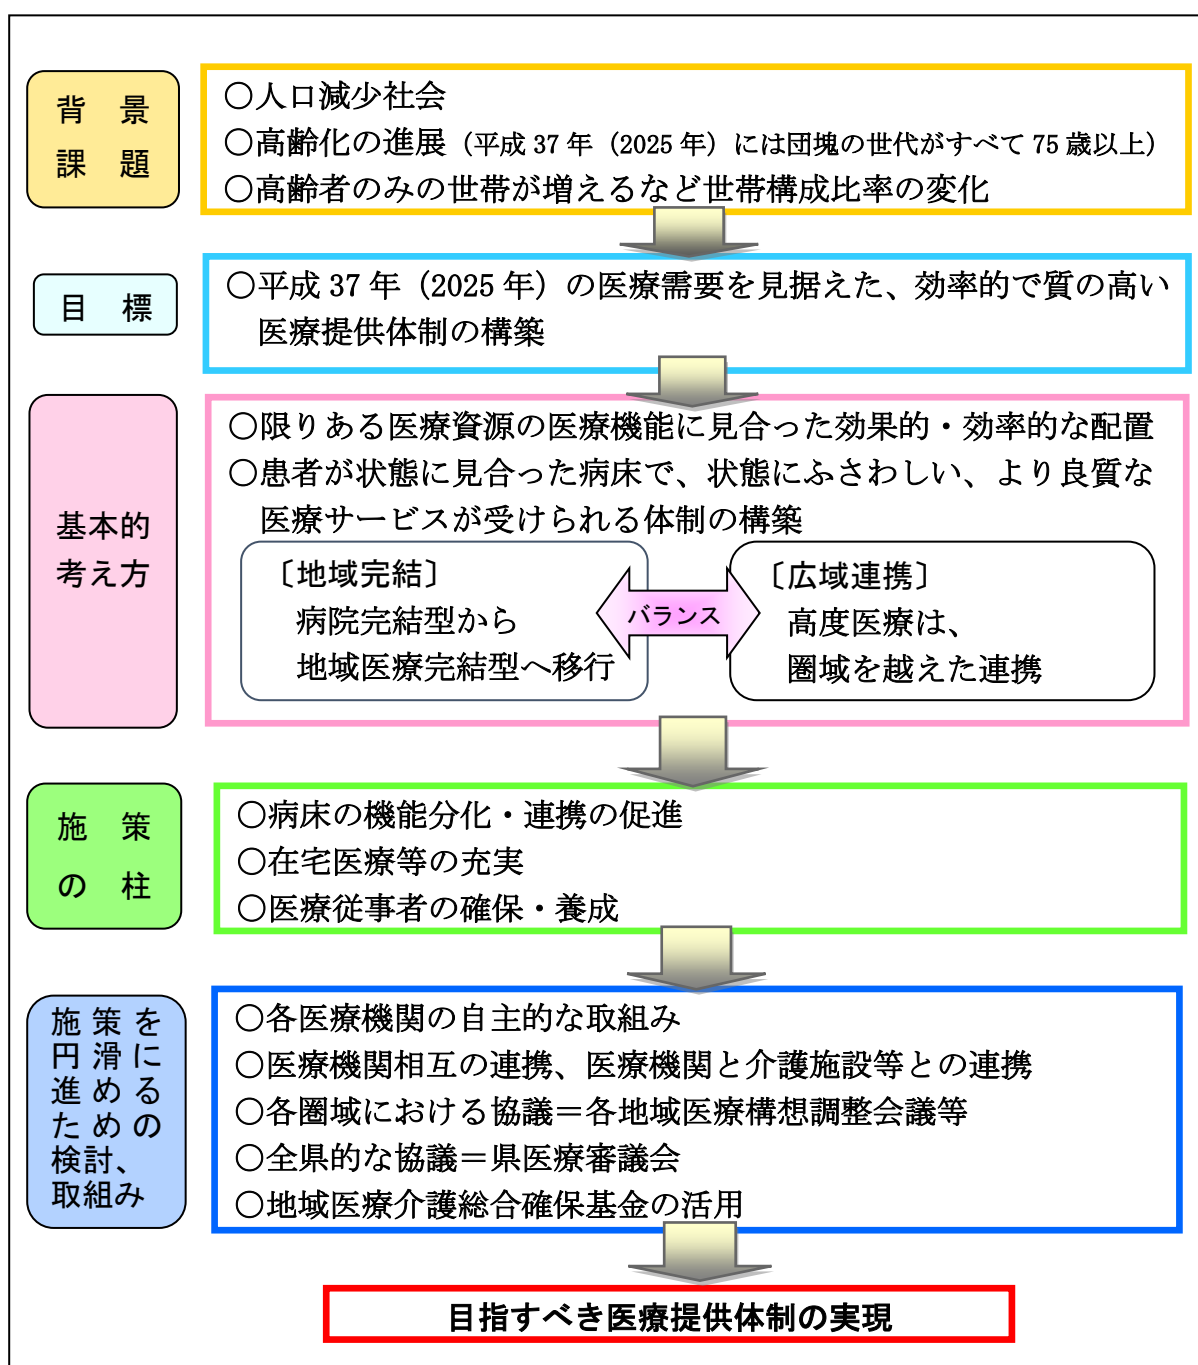 背　景
課　題
○人口減少社会
○高齢化の進展（平成 37 年（2025 年）には団塊の世代がすべて 75 歳以上）
○高齢者のみの世帯が増えるなど世帯構成比率の変化
目　標
○平成 37 年（2025 年）の医療需要を見据えた、効率的で質の高い
医療提供体制の構築
基本的
考え方
○限りある医療資源の医療機能に見合った効果的・効率的な配置
○患者が状態に見合った病床で、状態にふさわしい、より良質な
医療サービスが受けられる体制の構築
〔地域完結〕
病院完結型から
地域医療完結型へ移行
バランス
〔広域連携〕
高度医療は、
圏域を越えた連携
施　策
の　柱
○病床の機能分化・連携の促進
○在宅医療等の充実
○医療従事者の確保・養成
施策を
円滑に
進める
ための
検討、
取組み
○各医療機関の自主的な取組み
○医療機関相互の連携、医療機関と介護施設等との連携
○各圏域における協議＝各地域医療構想調整会議等
○全県的な協議＝県医療審議会
○地域医療介護総合確保基金の活用
目指すべき医療提供体制の実現